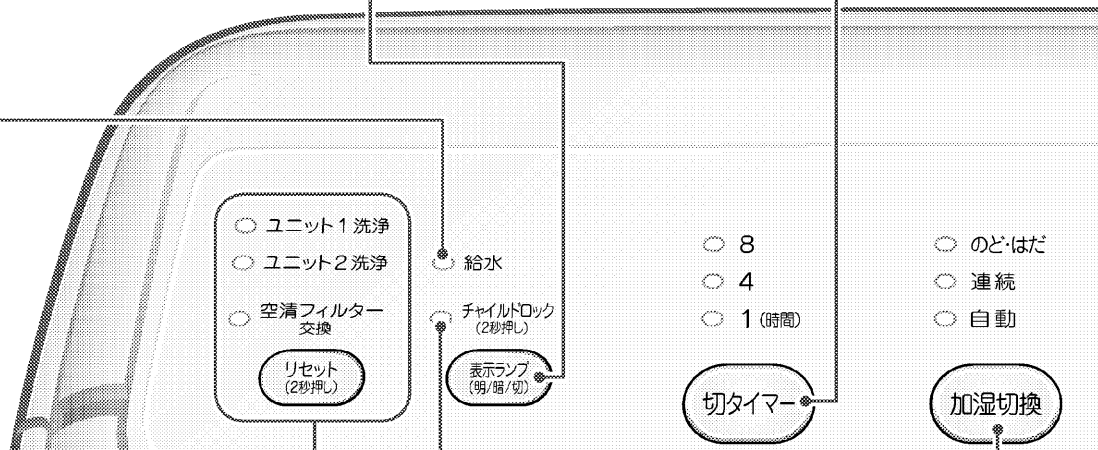 ユニット1洗浄
ユニット2洗浄
空清フィルター
交換
リセット
(2秒押し)
給水
チャイルドロック
(2秒押し)
表示ランプ
(明/暗/切)
8
4
1(時間)
切タイマー
のど・はだ
連続
自動
加湿切換